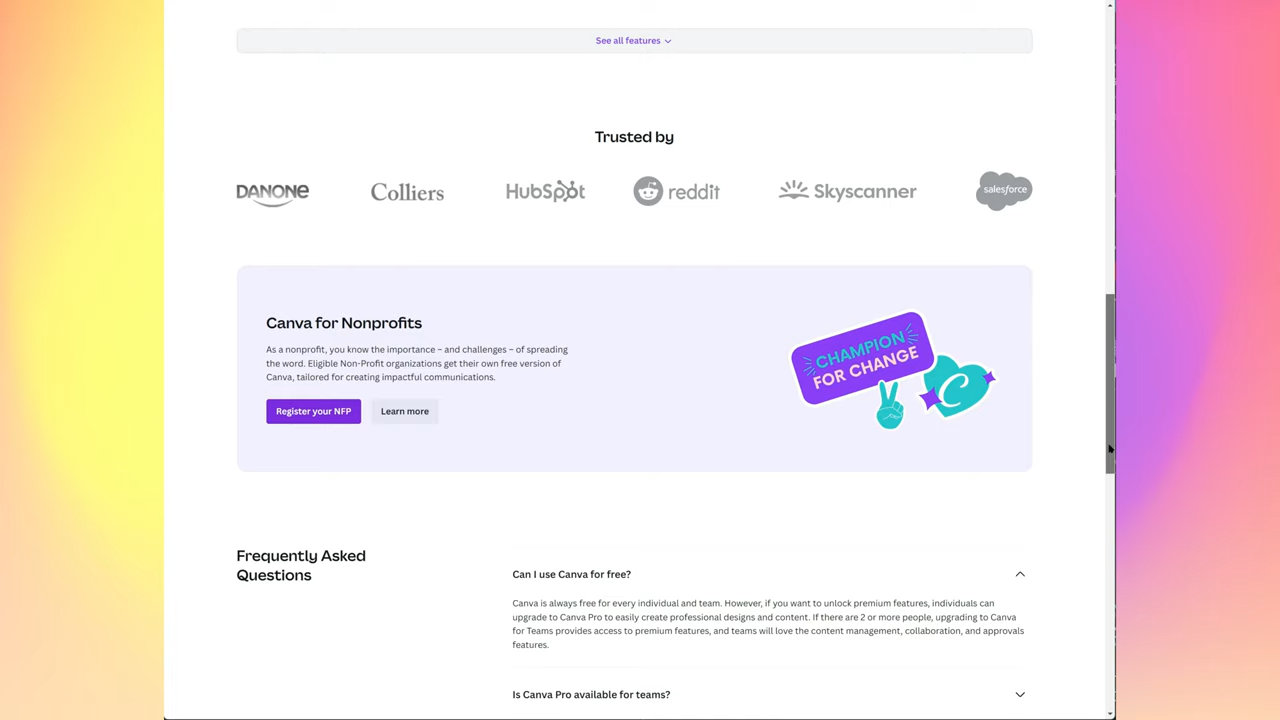 See all features
Trusted by
DANONE
Colliers
HubSpot
reddit
Skyscanner
salesforce
Canva for Nonprofits
As a nonprofit, you know the importance – and challenges – of spreading
the word. Eligible Non-Profit organizations get their own free version of
Canva, tailored for creating impactful communications.
Register your NFP
Learn more
CHAMPION
FOR CHANGE
C
Frequently Asked
Questions
Can I use Canva for free?
Canva is always free for every individual and team. However, if you want to unlock premium features, individuals can
upgrade to Canva Pro to easily create professional designs and content. If there are 2 or more people, upgrading to Canva
for Teams provides access to premium features, and teams will love the content management, collaboration, and approvals
features.
Is Canva Pro available for teams?